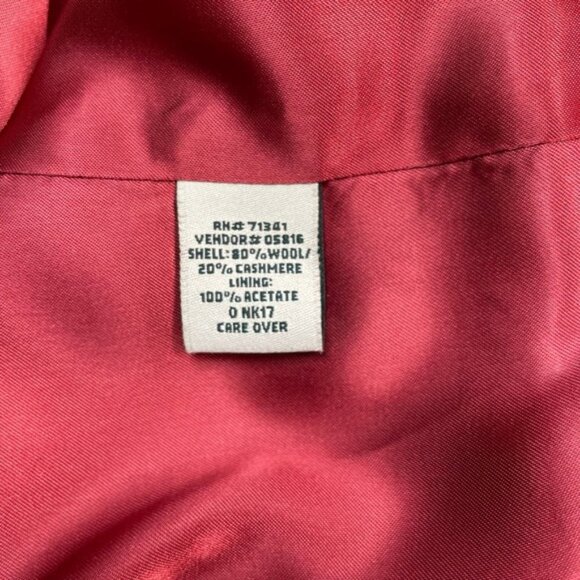 RN# 71341
VENDOR# 05816
SHELL: 80% WOOL/
20% CASHMERE
LINING:
100% ACETATE
0 NK17
CARE OVER